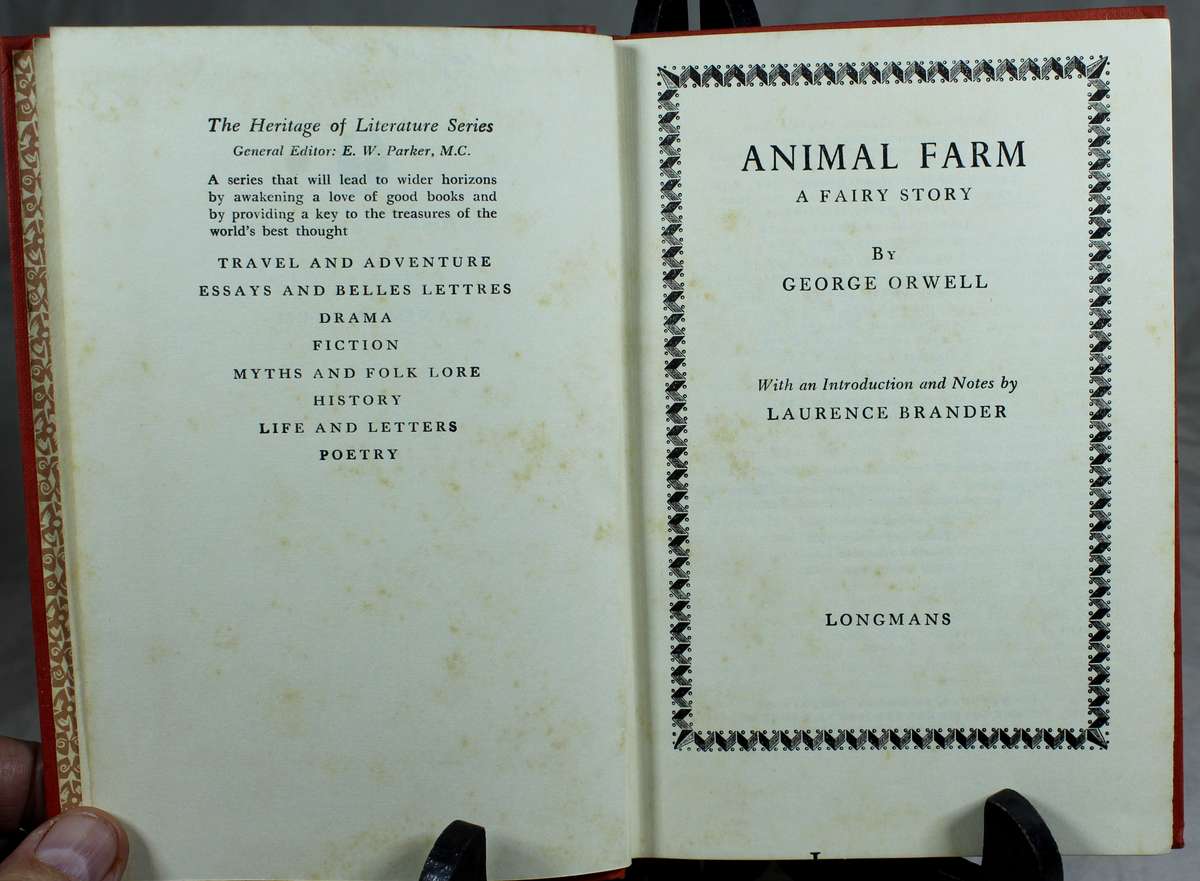 The Heritage of Literature Series
General Editor: E. W. Parker, M.C.
A series that will lead to wider horizons
by awakening a love of good books and
by providing a key to the treasures of the
world's best thought
TRAVEL AND ADVENTURE
ESSAYS AND BELLES LETTRES
DRAMA
FICTION
MYTHS AND FOLK LORE
HISTORY
LIFE AND LETTERS
POETRY
ANIMAL FARM
A FAIRY STORY
By
GEORGE ORWELL
With an Introduction and Notes by
LAURENCE BRANDER
LONGMANS